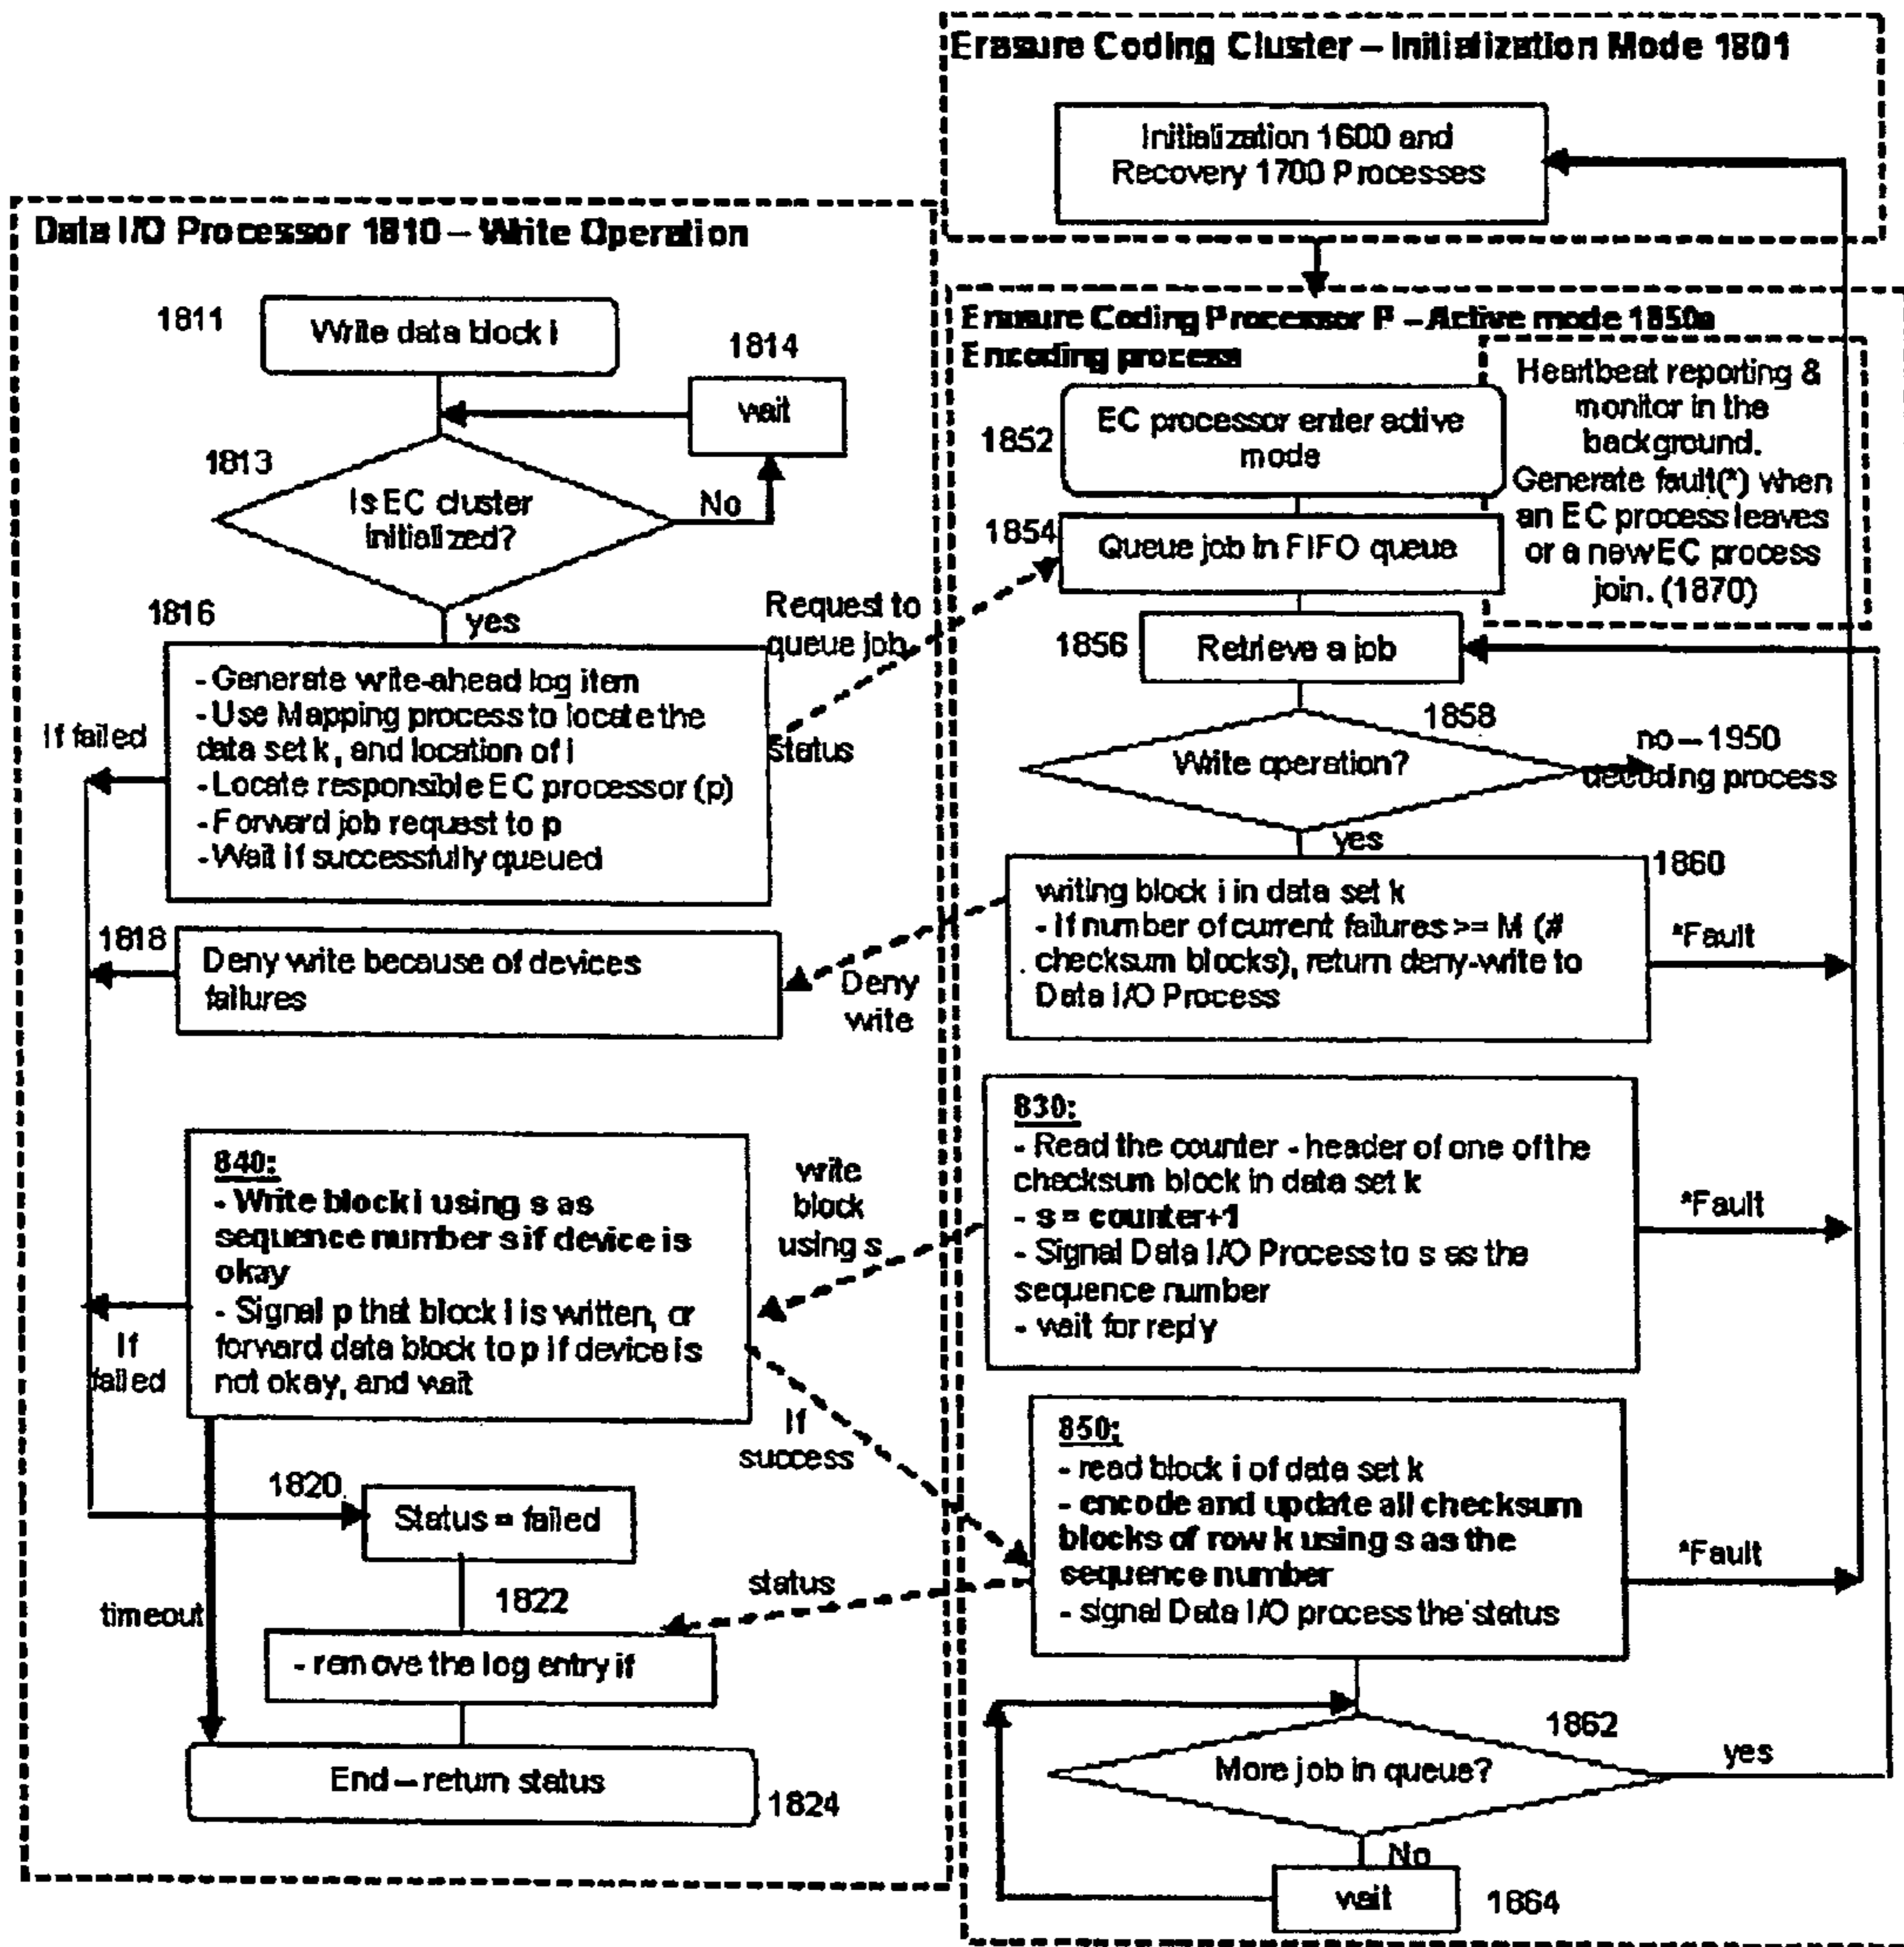 Erasure Coding Cluster – Initialization Mode 1801
Initialization 1600 and
Recovery 1700 Processes
Data I/O Processor 1810 – Write Operation
1811
Write data block i
1814
wait
1813
Is EC cluster
initialized?
No
yes
1816
- Generate write-ahead log item
- Use Mapping process to locate the
data set k, and location of i
- Locate responsible EC processor (p)
- Forward job request to p
- Wait if successfully queued
If failed
Request to
queue job
status
1818
Deny write because of devices
failures
Deny
write
840:
- Write block i using s as
sequence number s if device is
okay
- Signal p that block i is written, or
forward data block to p if device is
not okay, and wait
If
failed
write
block
using s
If
success
1820
Status = failed
status
timeout
1822
- remove the log entry if
End – return status
1824
Erasure Coding Processor P – Active mode 1850a
Encoding process
Heartbeat reporting &
monitor in the
background.
Generate fault(*) when
an EC process leaves
or a new EC process
join. (1870)
1852
EC processor enter active
mode
1854
Queue job in FIFO queue
1856
Retrieve a job
1858
Write operation?
no – 1950
decoding process
yes
1860
writing block i in data set k
- If number of current failures >= M (#
checksum blocks), return deny-write to
Data I/O Process
*Fault
830:
- Read the counter - header of one of the
checksum block in data set k
- s = counter+1
- Signal Data I/O Process to s as the
sequence number
- wait for reply
*Fault
850:
- read block i of data set k
- encode and update all checksum
blocks of row k using s as the
sequence number
- signal Data I/O process the status
*Fault
1862
More job in queue?
yes
No
wait
1864